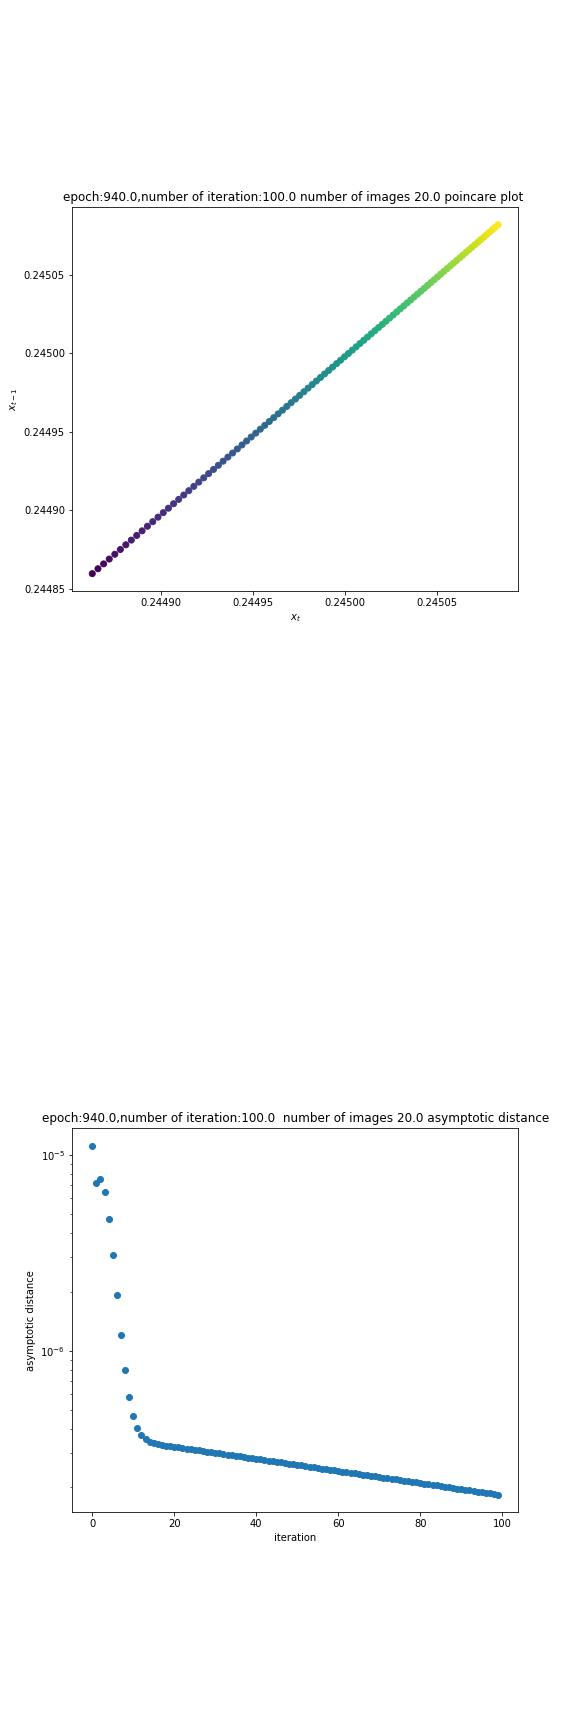 epoch:940.0,number of iteration:100.0 number of images 20.0 poincare plot
0.24505
0.24500
0.24495
0.24490
0.24485
x_{t-1}
0.24490 0.24495 0.24500 0.24505
x_t
epoch:940.0,number of iteration:100.0  number of images 20.0 asymptotic distance
10^{-5}
10^{-6}
asymptotic distance
0 20 40 60 80 100
iteration